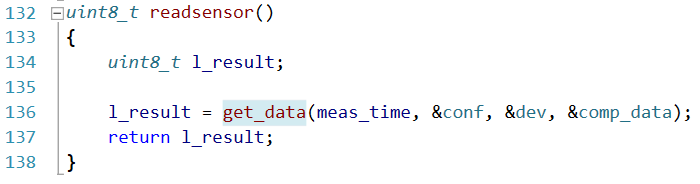 132 uint8_t readsensor()
133 {
134     uint8_t l_result;
135
136     l_result = get_data(meas_time, &conf, &dev, &comp_data);
137     return l_result;
138 }